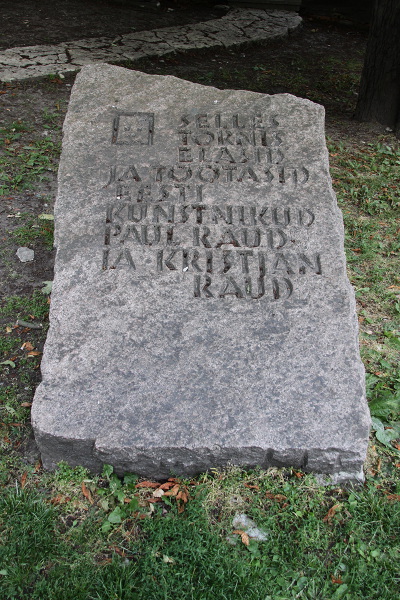 SELLES
TORNIS
ELASID
JA TÖÖTASID
EESTI
KUNSTNIKUD
PAUL RAUD
JA KRISTJAN
RAUD